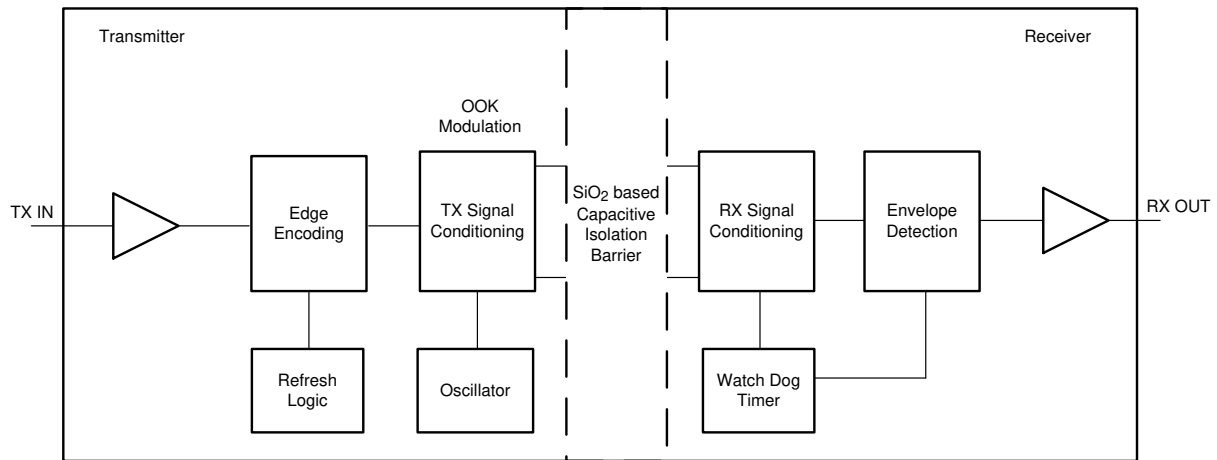 Transmitter
Receiver
OOK
Modulation
TX IN
Edge
Encoding
TX Signal
Conditioning
SiO₂ based
Capacitive
Isolation
Barrier
RX Signal
Conditioning
Envelope
Detection
RX OUT
Refresh
Logic
Oscillator
Watch Dog
Timer